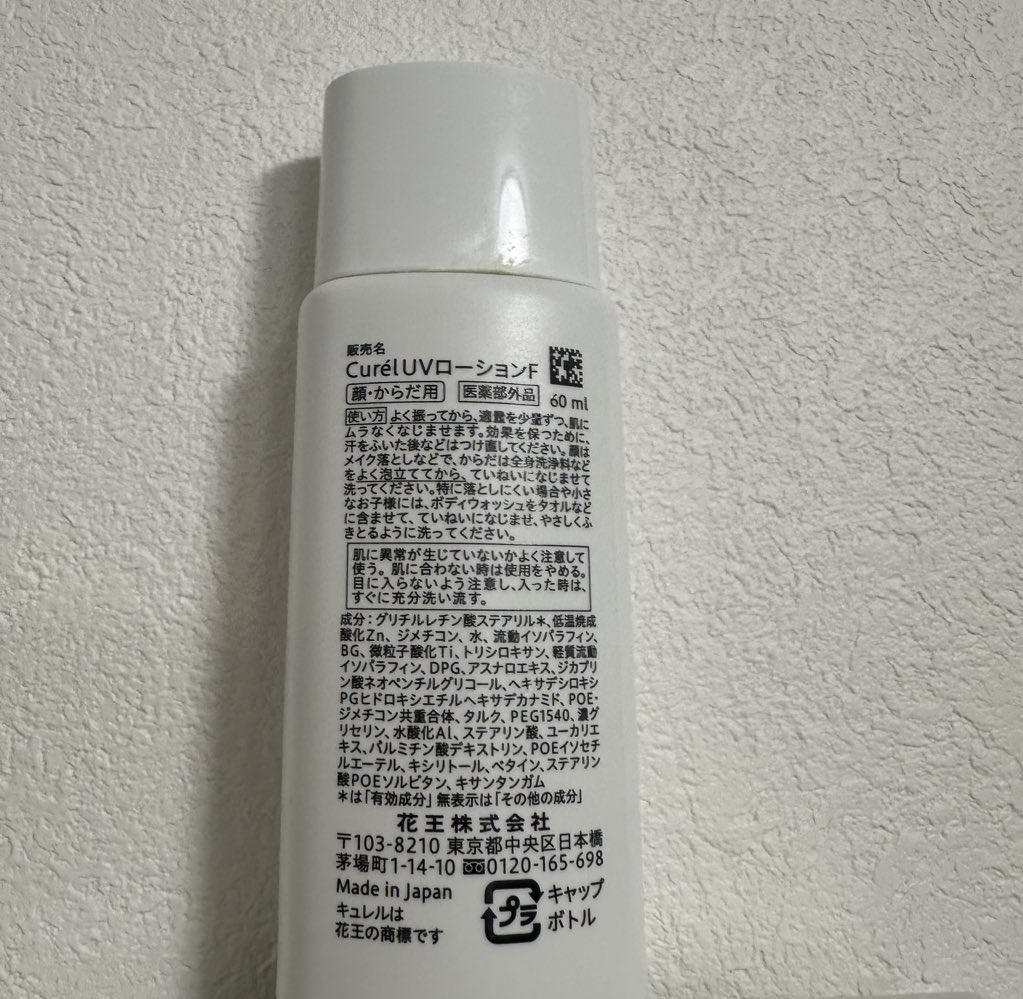 販売名
CurélUVローションF
顔・からだ用 医薬部外品 60 ml
使い方 よく振ってから、適量を少量ずつ、肌に
ムラなくなじませます。効果を保つために、
汗をふいた後などはつけ直してください。顔は
メイク落としなどで、からだは全身洗浄料など
をよく泡立ててから、ていねいになじませて
洗ってください。特に落としにくい場合や小さ
なお子様には、ボディウォッシュをタオルなど
に含ませて、ていねいになじませ、やさしくふ
きとるように洗ってください。
肌に異常が生じていないかよく注意して
使う。肌に合わない時は使用をやめる。
目に入らないよう注意し、入った時は、
すぐに充分洗い流す。
成分：グリチルレチン酸ステアリル＊、低温焼成
酸化Zn、ジメチコン、水、流動イソパラフィン、
BG、微粒子酸化Ti、トリシロキサン、軽質流動
イソパラフィン、DPG、アスナロエキス、ジカプリ
ン酸ネオペンチルグリコール、ヘキサデシロキシ
PGヒドロキシエチルヘキサデカナミド、POE・
ジメチコン共重合体、タルク、PEG1540、濃グ
リセリン、水酸化Al、ステアリン酸、ユーカリエ
キス、パルミチン酸デキストリン、POEイソセチ
ルエーテル、キシリトール、ベタイン、ステアリン
酸POEソルビタン、キサンタンガム
＊は「有効成分」無表示は「その他の成分」
花王株式会社
〒103-8210 東京都中央区日本橋
茅場町1-14-10 0120-165-698
Made in Japan
キュレルは
花王の商標です
プラ
キャップ
ボトル